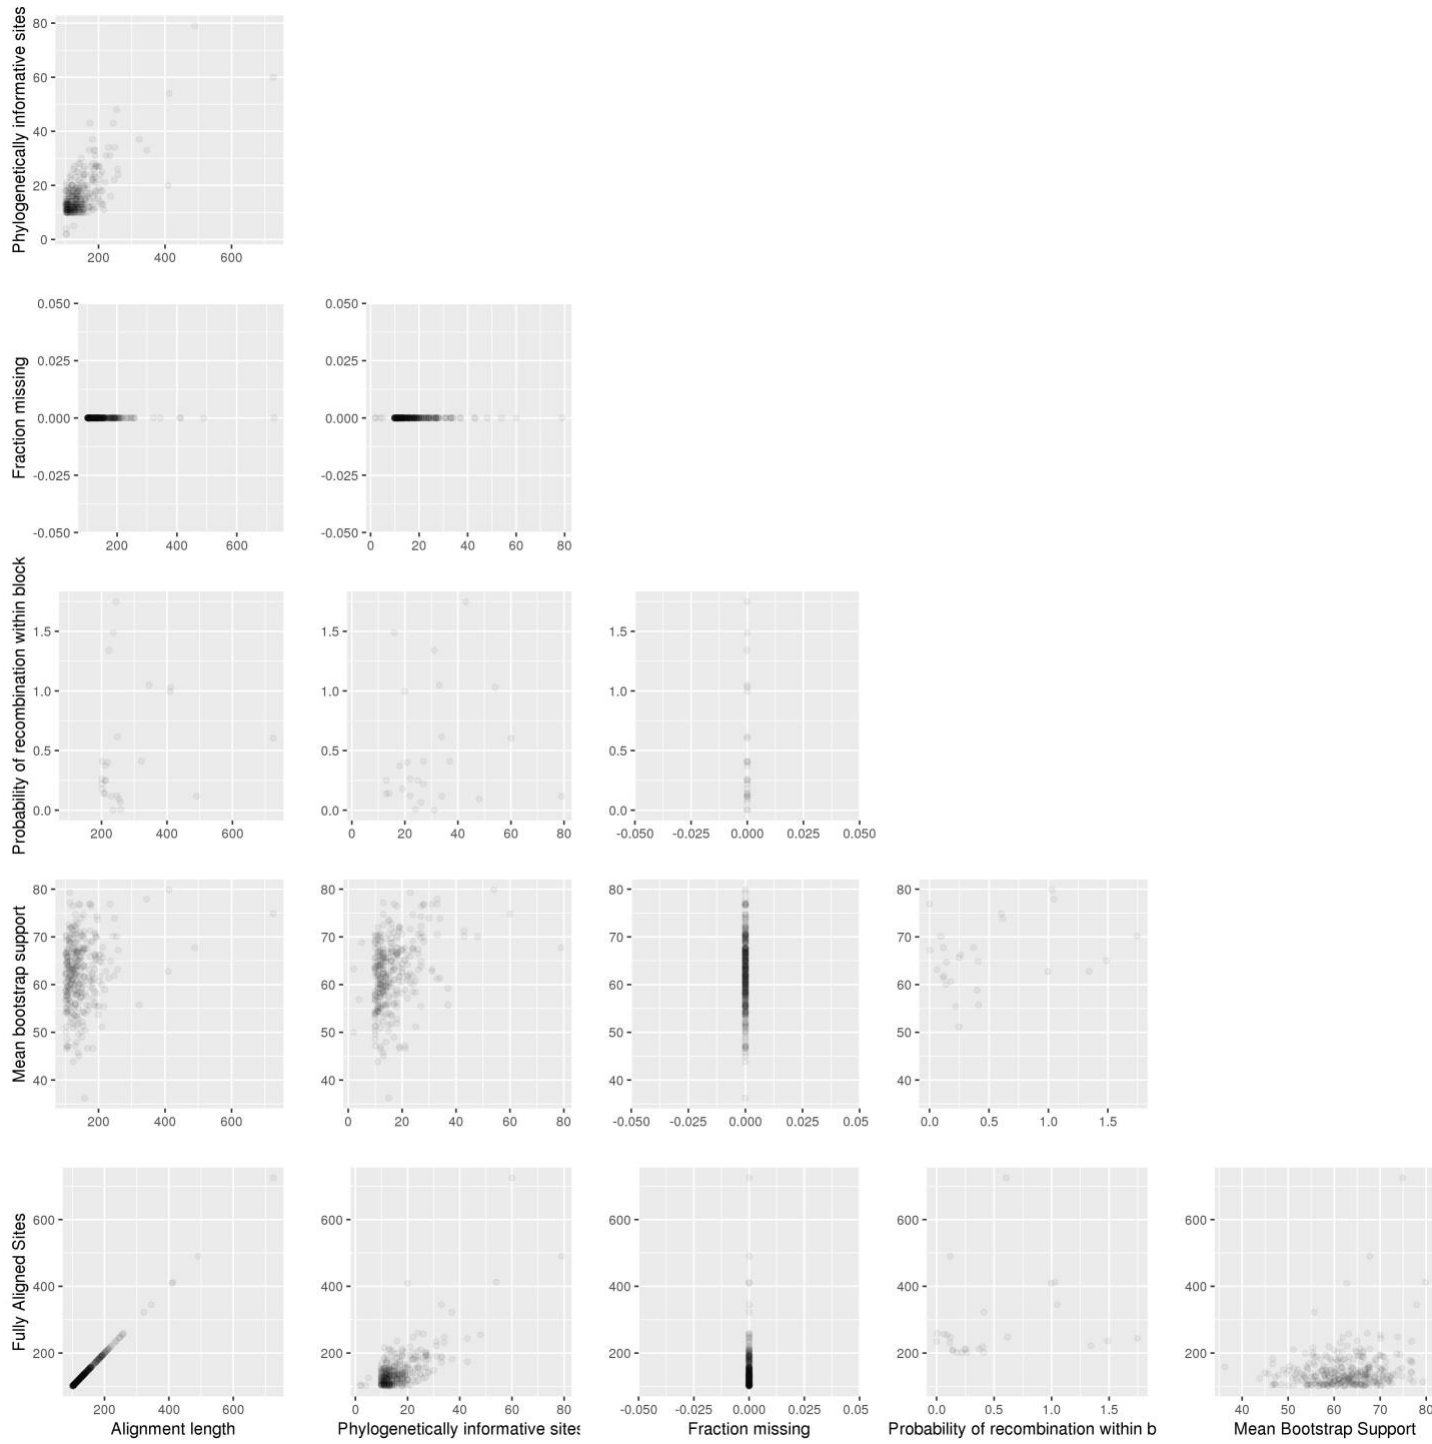 Phylogenetically informative sites
80
60
40
20
0
200 400 600
Fraction missing
0.050
0.025
0.000
-0.025
-0.050
200 400 600
0.050
0.025
0.000
-0.025
-0.050
0 20 40 60 80
Probability of recombination within block
1.5
1.0
0.5
0.0
200 400 600
1.5
1.0
0.5
0.0
0 20 40 60 80
1.5
1.0
0.5
0.0
-0.050 -0.025 0.000 0.025 0.050
Mean bootstrap support
80
70
60
50
40
200 400 600
80
70
60
50
40
0 20 40 60 80
80
70
60
50
40
-0.050 -0.025 0.000 0.025 0.05
80
70
60
50
40
0.0 0.5 1.0 1.5
Fully Aligned Sites
600
400
200
200 400 600
Alignment length
600
400
200
0 20 40 60 80
Phylogenetically informative sites
600
400
200
-0.050 -0.025 0.000 0.025 0.05
Fraction missing
600
400
200
0.0 0.5 1.0 1.5
Probability of recombination within b
600
400
200
40 50 60 70 80
Mean Bootstrap Support